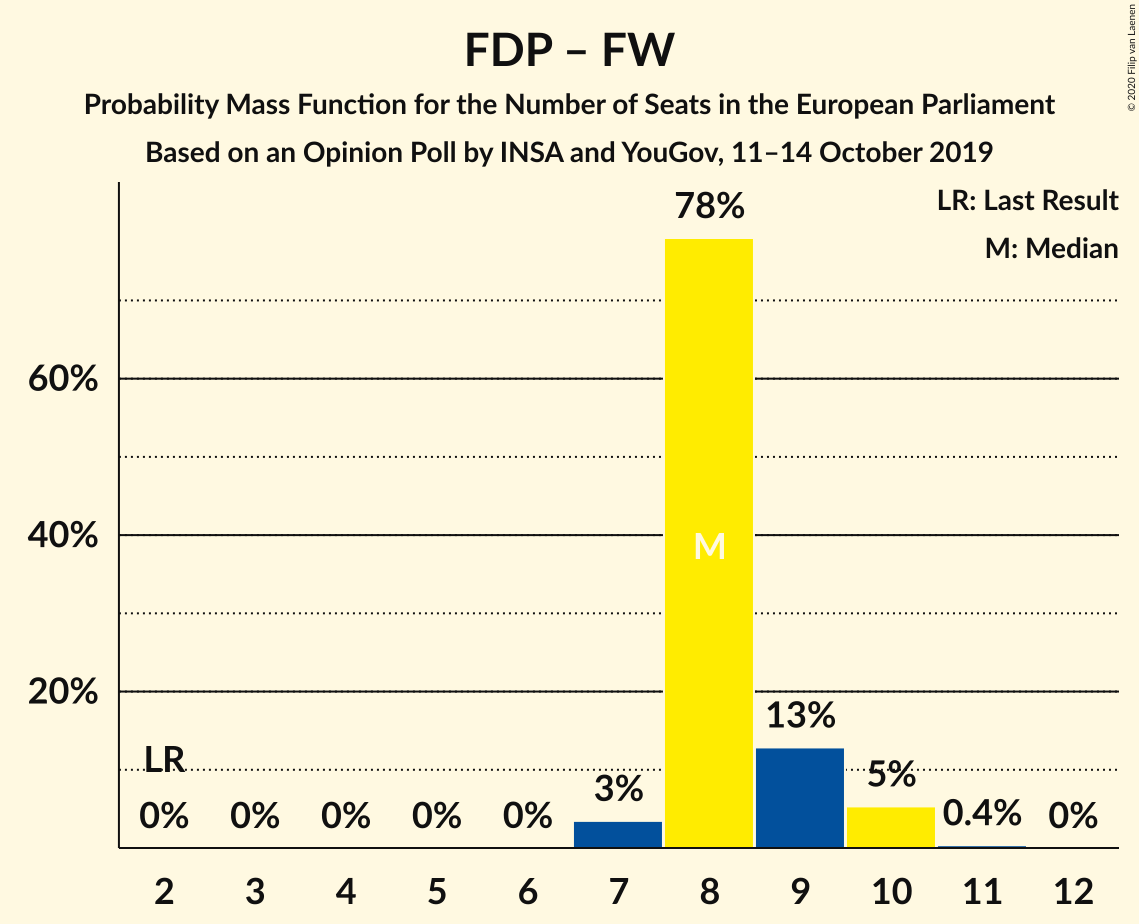 FDP – FW
Probability Mass Function for the Number of Seats in the European Parliament
Based on an Opinion Poll by INSA and YouGov, 11–14 October 2019
© 2020 Filip van Laenen
LR: Last Result
M: Median
78%
60%
40%
20%
M
LR
0%
0%
0%
0%
0%
3%
13%
5%
0.4%
0%
2 3 4 5 6 7 8 9 10 11 12